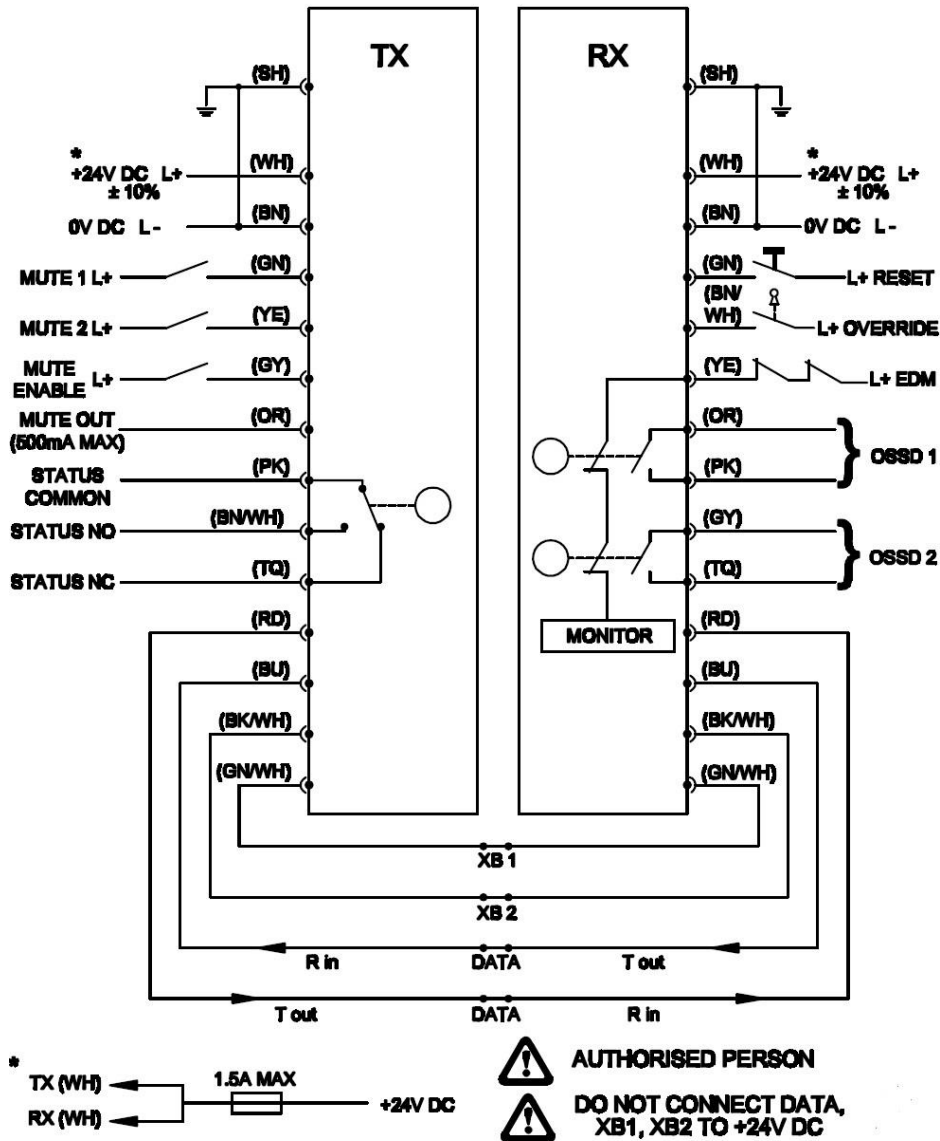 TX
RX
(SH)
(SH)
*
+24V DC L+
± 10%
(WH)
(WH)
*
+24V DC L+
± 10%
0V DC L -
(BN)
(BN)
0V DC L -
MUTE 1 L+
(GN)
(GN)
L+ RESET
MUTE 2 L+
(YE)
(BN/
WH)
L+ OVERRIDE
MUTE
ENABLE L+
(GY)
(YE)
L+ EDM
MUTE OUT
(500mA MAX)
(OR)
(OR)
OSSD 1
STATUS
COMMON
(PK)
(PK)
STATUS NO
(BN/WH)
(GY)
OSSD 2
STATUS NC
(TQ)
(TQ)
(RD)
MONITOR
(RD)
(BU)
(BU)
(BK/WH)
(BK/WH)
(GN/WH)
(GN/WH)
XB 1
XB 2
R in
DATA
T out
T out
DATA
R in
*
TX (WH)
RX (WH)
1.5A MAX
+24V DC
! AUTHORISED PERSON
! DO NOT CONNECT DATA,
XB1, XB2 TO +24V DC